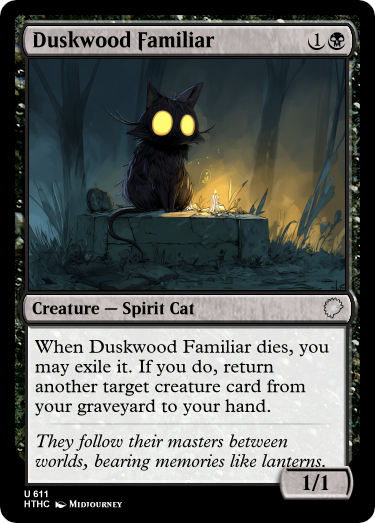 Duskwood Familiar 1
Creature — Spirit Cat
When Duskwood Familiar dies, you
may exile it. If you do, return
another target creature card from
your graveyard to your hand.
They follow their masters between
worlds, bearing memories like lanterns.
1/1
U 611
HTHC Midjourney